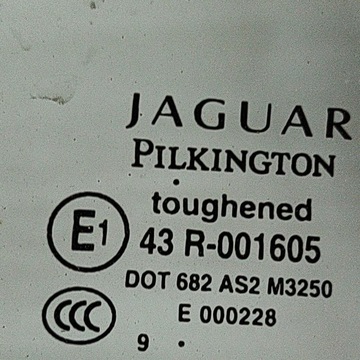 JAGUAR
PILKINGTON
toughened
E1 43 R-001605
DOT 682 AS2 M3250
CCC E 000228
9 .